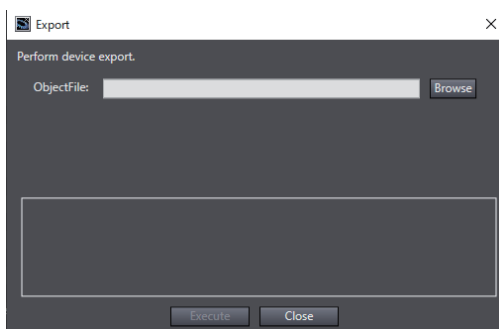 Export
Perform device export.
ObjectFile:
Browse
Execute
Close